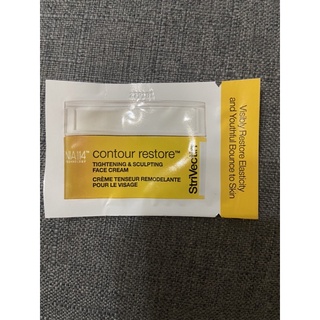 contour restore™
TIGHTENING & SCULPTING
FACE CREAM
CRÈME TENSEUR REMODELANTE
POUR LE VISAGE
StriVectin
Visibly Restore Elasticity
and Youthful Bounce to Skin